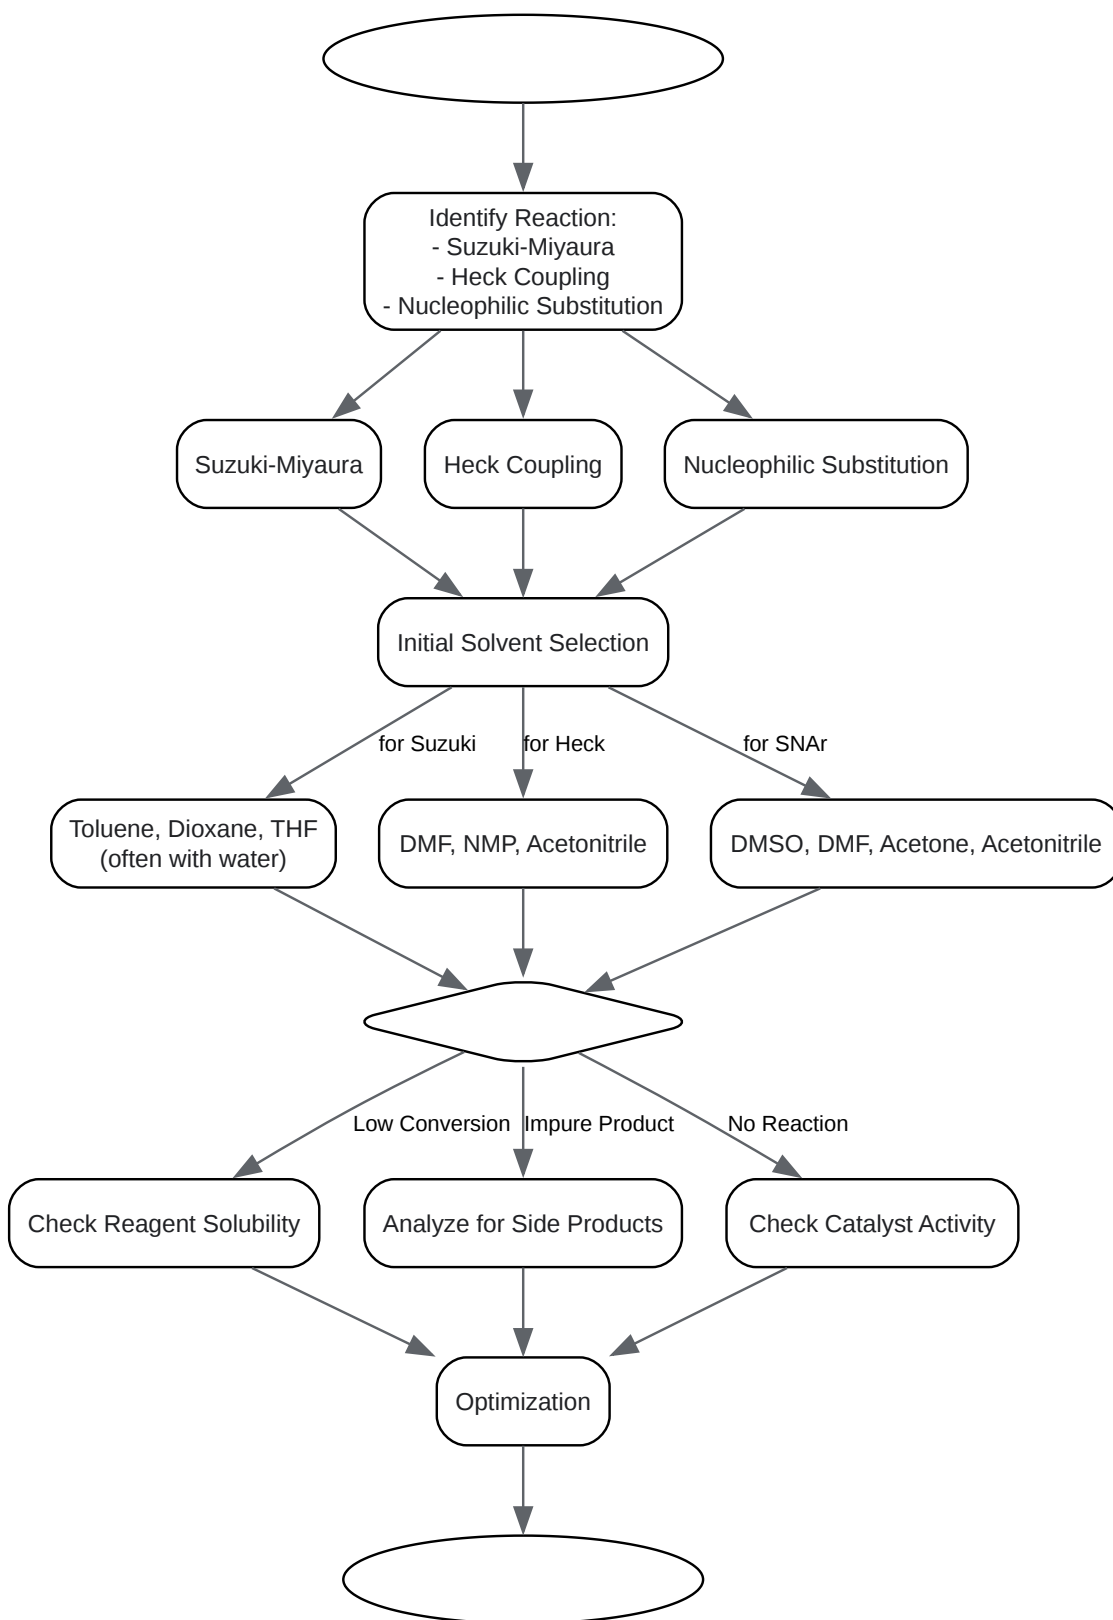 Identify Reaction:
- Suzuki-Miyaura
- Heck Coupling
- Nucleophilic Substitution
Suzuki-Miyaura
Heck Coupling
Nucleophilic Substitution
Initial Solvent Selection
for Suzuki
for Heck
for SNAr
Toluene, Dioxane, THF
(often with water)
DMF, NMP, Acetonitrile
DMSO, DMF, Acetone, Acetonitrile
Low Conversion
Impure Product
No Reaction
Check Reagent Solubility
Analyze for Side Products
Check Catalyst Activity
Optimization